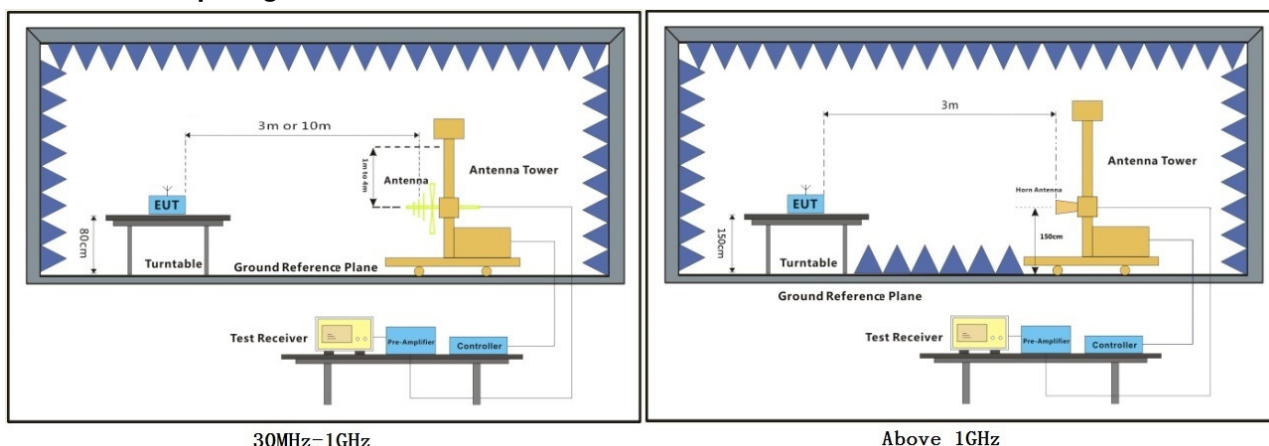 3m or 10m
1m to 4m
Antenna
Antenna Tower
EUT
80cm
Turntable
Ground Reference Plane
Test Receiver
Pre-Amplifier
Controller
30MHz-1GHz
3m
Antenna Tower
Horn Antenna
EUT
150cm
150cm
Turntable
Ground Reference Plane
Test Receiver
Pre-Amplifier
Controller
Above 1GHz